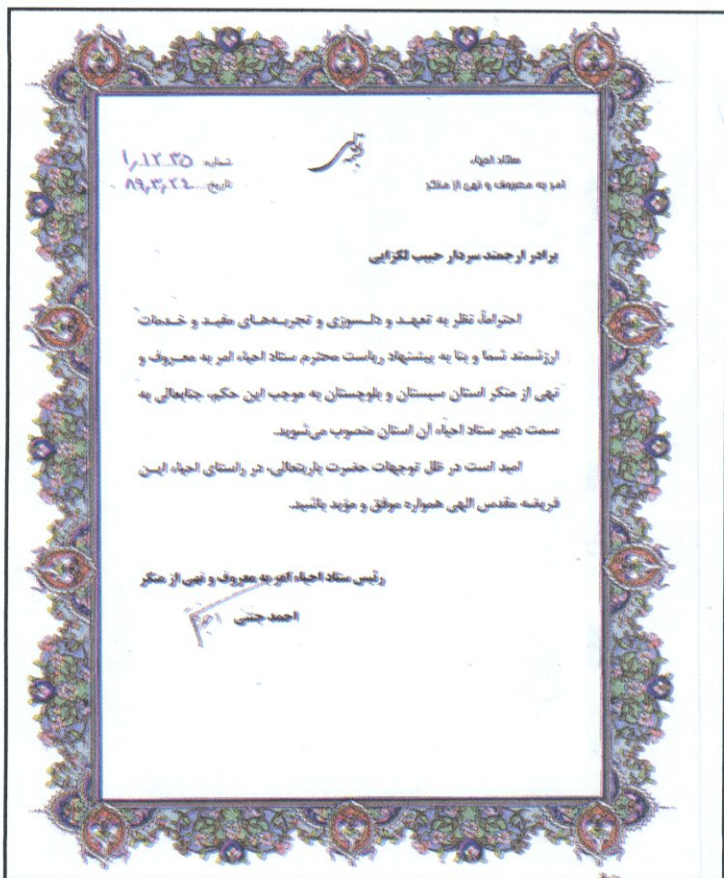 بسمه تعالی
ستاد احیاء
امر به معروف و نهی از منکر
شماره: ۱۰۱۲۳۵
تاریخ: ۸۹,۳,۲۴
برادر ارجمند سردار حبیب لکزایی
احتراماً، نظر به تعهد و دلسوزی و تجربه‌های مفید و خدمات
ارزشمند شما و بنا به پیشنهاد ریاست محترم ستاد احیاء امر به معروف و
نهی از منکر استان سیستان و بلوچستان به موجب این حکم، جنابعالی به
سمت دبیر ستاد احیاء آن استان منصوب می‌شوید.
امید است در ظل توجهات حضرت باریتعالی، در راستای احیاء این
فریضه مقدس الهی همواره موفق و مؤید باشید.
رئیس ستاد احیاء امر به معروف و نهی از منکر
احمد جنتی